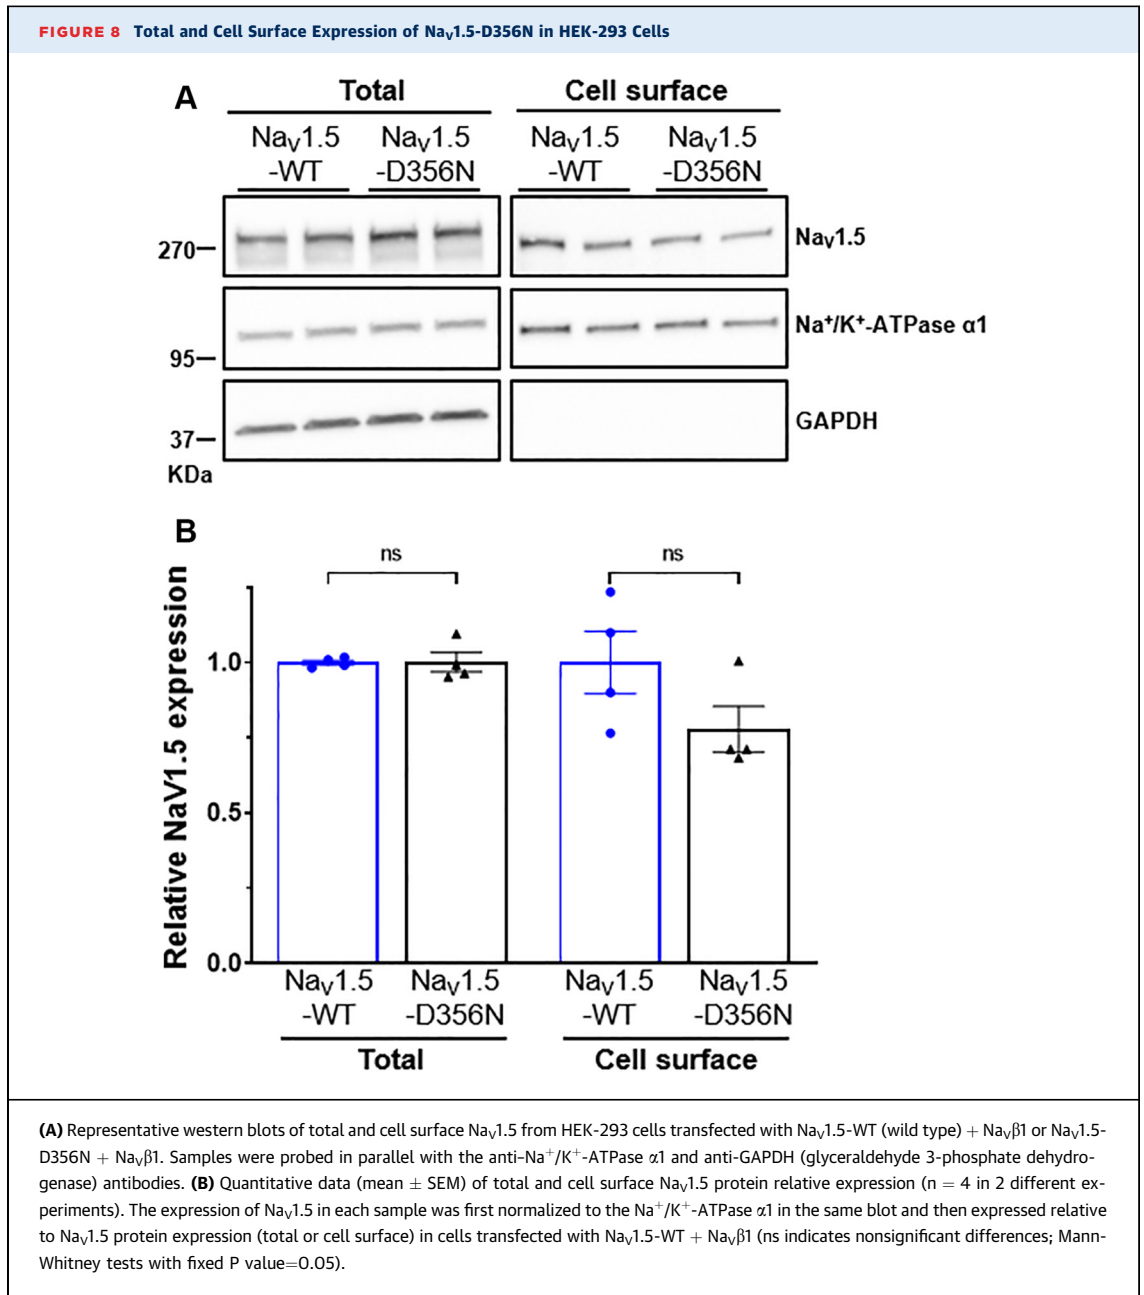 FIGURE 8 Total and Cell Surface Expression of NaV1.5-D356N in HEK-293 Cells
A
Total
Cell surface
NaV1.5
-WT
NaV1.5
-D356N
NaV1.5
-WT
NaV1.5
-D356N
270
NaV1.5
Na+/K+-ATPase α1
95
GAPDH
37
KDa
B
ns
ns
Relative NaV1.5 expression
1.0
0.5
0.0
NaV1.5
-WT
NaV1.5
-D356N
NaV1.5
-WT
NaV1.5
-D356N
Total
Cell surface
(A) Representative western blots of total and cell surface NaV1.5 from HEK-293 cells transfected with NaV1.5-WT (wild type) + NaVβ1 or NaV1.5-
D356N + NaVβ1. Samples were probed in parallel with the anti–Na+/K+-ATPase α1 and anti-GAPDH (glyceraldehyde 3-phosphate dehydro-
genase) antibodies. (B) Quantitative data (mean ± SEM) of total and cell surface NaV1.5 protein relative expression (n = 4 in 2 different ex-
periments). The expression of NaV1.5 in each sample was first normalized to the Na+/K+-ATPase α1 in the same blot and then expressed relative
to NaV1.5 protein expression (total or cell surface) in cells transfected with NaV1.5-WT + NaVβ1 (ns indicates nonsignificant differences; Mann-
Whitney tests with fixed P value=0.05).